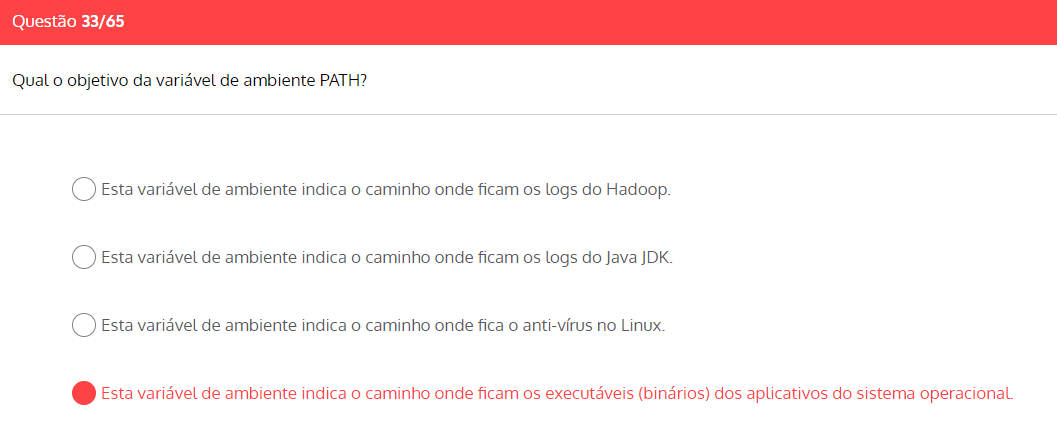 Questão 33/65
Qual o objetivo da variável de ambiente PATH?
Esta variável de ambiente indica o caminho onde ficam os logs do Hadoop.
Esta variável de ambiente indica o caminho onde ficam os logs do Java JDK.
Esta variável de ambiente indica o caminho onde fica o anti-vírus no Linux.
Esta variável de ambiente indica o caminho onde ficam os executáveis (binários) dos aplicativos do sistema operacional.